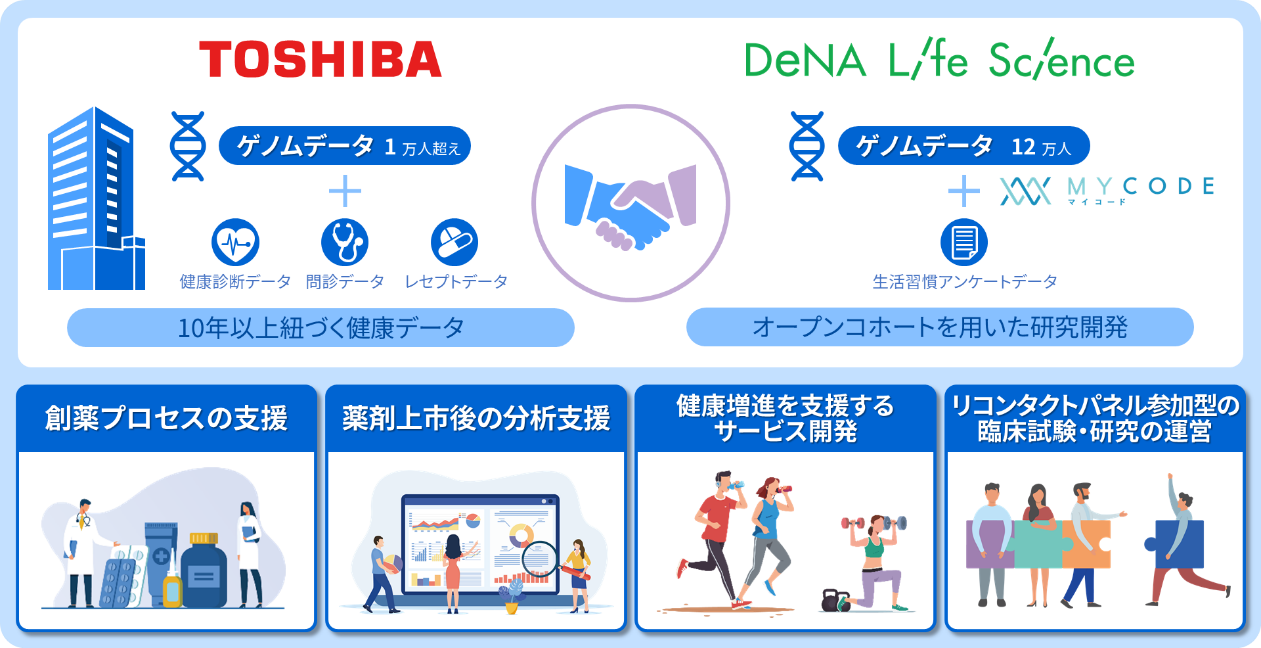 TOSHIBA
DeNA Life Science
ゲノムデータ 1 万人超え
ゲノムデータ 12 万人
MYCODE
マイコード
健康診断データ
問診データ
レセプトデータ
生活習慣アンケートデータ
10年以上紐づく健康データ
オープンコホートを用いた研究開発
創薬プロセスの支援
薬剤上市後の分析支援
健康増進を支援する
サービス開発
リコンタクトパネル参加型の
臨床試験・研究の運営